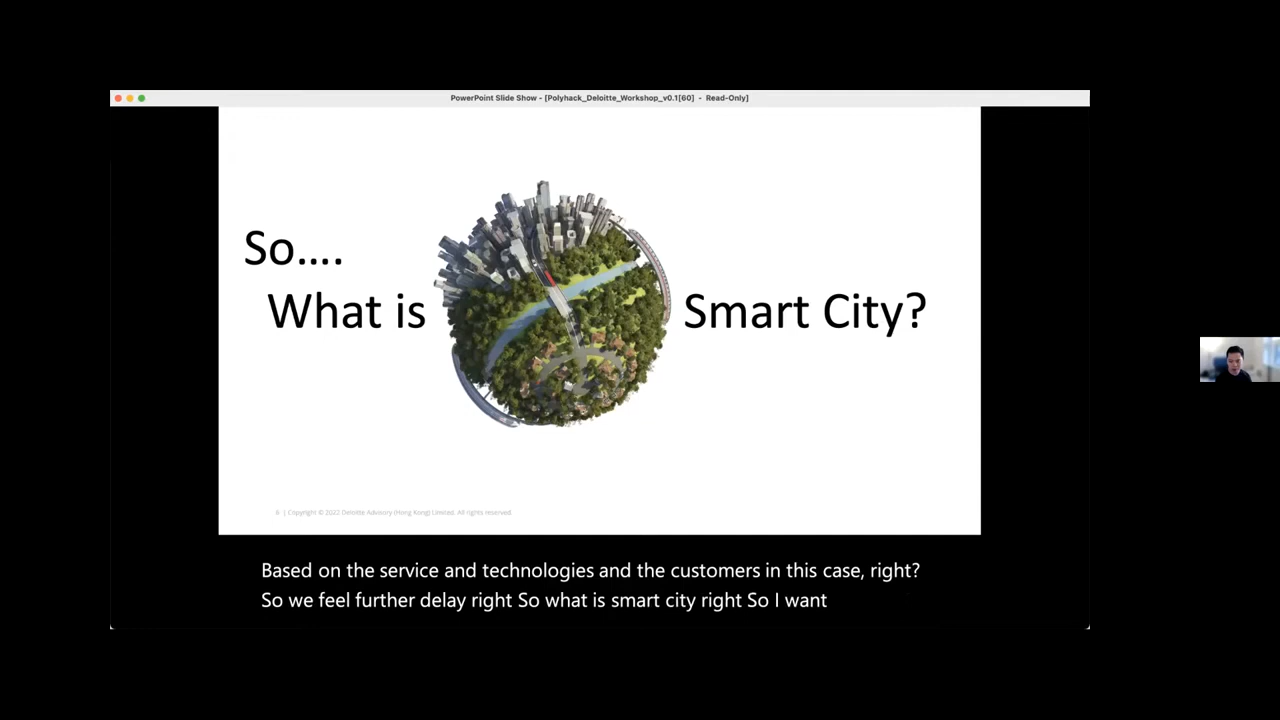 PowerPoint Slide Show - [Polyhack_Deloitte_Workshop_v0.1[60] - Read-Only]
So....
What is Smart City?
6 | Copyright © 2022 Deloitte Advisory (Hong Kong) Limited. All rights reserved.
Based on the service and technologies and the customers in this case, right?
So we feel further delay right So what is smart city right So I want